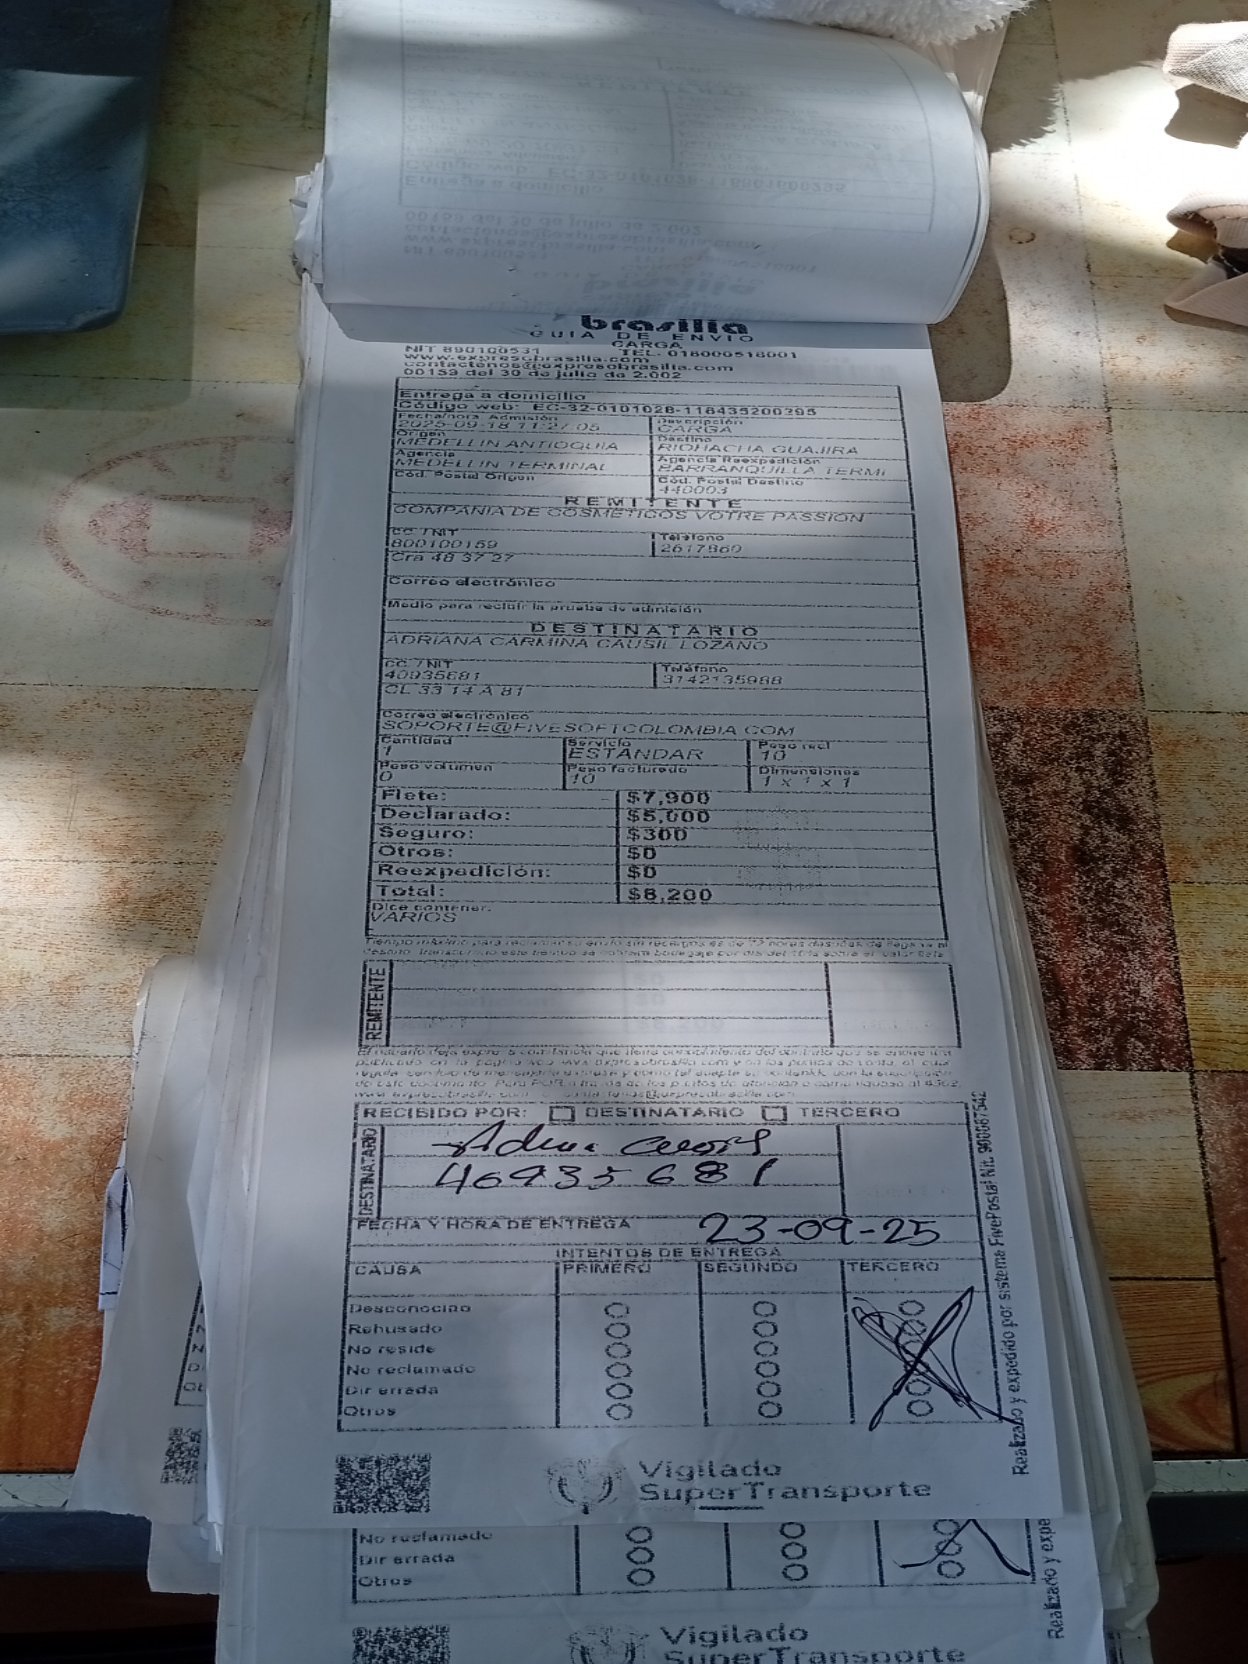 brasilia
GUIA DE ENVIO
CARGA
NIT 890100531 TEL: 018000518001
www.expresobrasilia.com
contactenos@expresobrasilia.com
00153 del 30 de julio de 2.002
Entrega a domicilio
Código web: EC-32-0101028-118435200395
Fecha/hora Admisión Descripción
2025-09-18 11:27:05 CARGA
Origen Destino
MEDELLIN ANTIOQUIA RIOHACHA GUAJIRA
Agencia Agencia Reexpedición
MEDELLIN TERMINAL BARRANQUILLA TERMI
Cód. Postal Origen Cód. Postal Destino
440003
REMITENTE
COMPANIA DE COSMETICOS VOTRE PASSION
CC / NIT Teléfono
800100159 2617860
Cra 48 37 27
Correo electrónico
Medio para recibir la prueba de admisión
DESTINATARIO
ADRIANA CARMINA CAUSIL LOZANO
CC / NIT Teléfono
40935681 3142135988
CL 33 14 A 81
Correo electrónico
SOPORTE@FIVESOFTCOLOMBIA.COM
Cantidad Servicio Peso real
1 ESTANDAR 10
Peso volumen Peso facturado Dimensiones
0 10 1 x 1 x 1
Flete: $7,900
Declarado: $5,000
Seguro: $300
Otros: $0
Reexpedición: $0
Total: $8,200
Dice contener:
VARIOS
REMITENTE
RECIBIDO POR: DESTINATARIO TERCERO
DESTINATARIO
40935681
FECHA Y HORA DE ENTREGA 23-09-25
INTENTOS DE ENTREGA
CAUSA PRIMERO SEGUNDO TERCERO
Desconocido
Rehusado
No reside
No reclamado
Dir errada
Otros
Realizado y expedido por sistema FivePostal Nit. 900687542
Vigilado
SuperTransporte
No reclamado
Dir errada
Otros
Realizado y expe
Vigilado
SuperTransporte